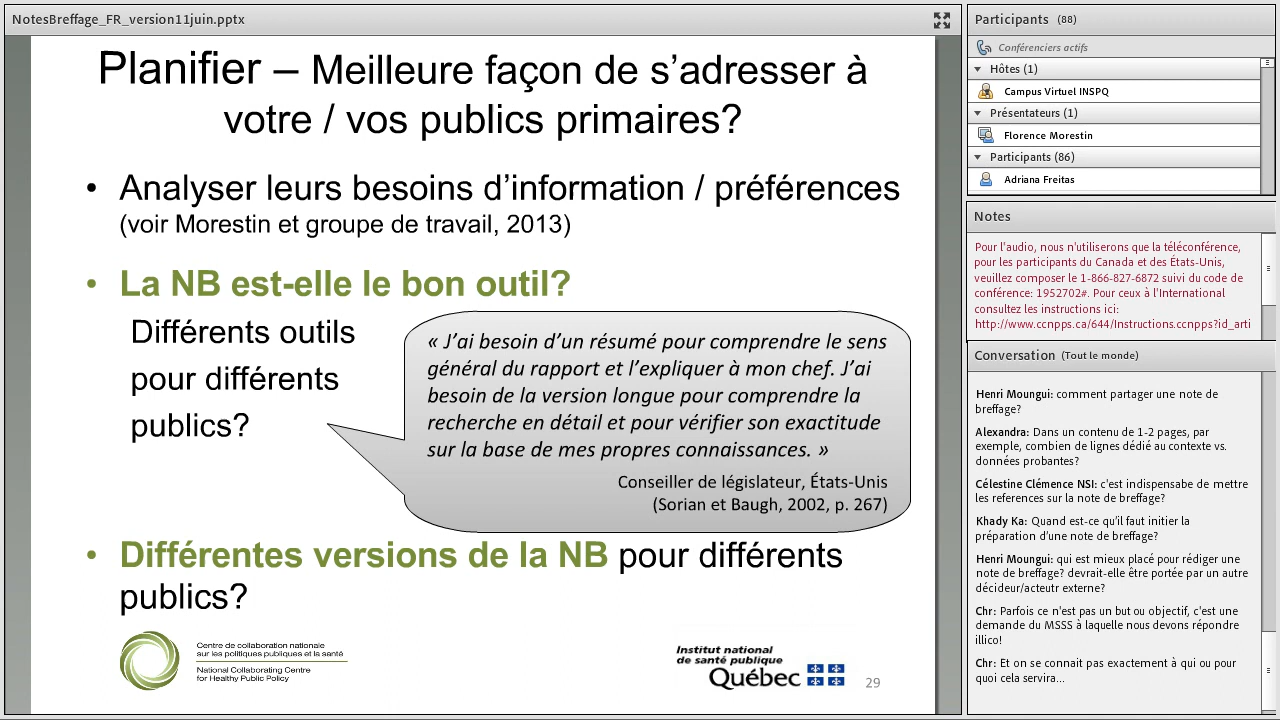 NotesBreffage_FR_version11juin.pptx
Planifier – Meilleure façon de s’adresser à
votre / vos publics primaires?
• Analyser leurs besoins d’information / préférences
(voir Morestin et groupe de travail, 2013)
• La NB est-elle le bon outil?
Différents outils
pour différents
publics?
« J’ai besoin d’un résumé pour comprendre le sens
général du rapport et l’expliquer à mon chef. J’ai
besoin de la version longue pour comprendre la
recherche en détail et pour vérifier son exactitude
sur la base de mes propres connaissances. »
Conseiller de législateur, États-Unis
(Sorian et Baugh, 2002, p. 267)
• Différentes versions de la NB pour différents
publics?
Centre de collaboration nationale
sur les politiques publiques et la santé
National Collaborating Centre
for Healthy Public Policy
Institut national
de santé publique
Québec
29
Participants (88)
Conférenciers actifs
Hôtes (1)
Campus Virtuel INSPQ
Présentateurs (1)
Florence Morestin
Participants (86)
Adriana Freitas
Notes
Pour l'audio, nous n'utiliserons que la téléconférence,
pour les participants du Canada et des États-Unis,
veuillez composer le 1-866-827-6872 suivi du code de
conférence: 1952702#. Pour ceux à l'International
consultez les instructions ici:
http://www.ccnpps.ca/644/Instructions.ccnpps?id_arti
Conversation (Tout le monde)
Henri Moungui: comment partager une note de
breffage?
Alexandra: Dans un contenu de 1-2 pages, par
exemple, combien de lignes dédié au contexte vs.
données probantes?
Célestine Clémence NSI: c'est indispensabe de mettre
les references sur la note de breffage?
Khady Ka: Quand est-ce qu'il faut initier la
préparation d'une note de breffage?
Henri Moungui: qui est mieux placé pour rédiger une
note de breffage? devrait-elle être portée par un autre
décideur/acteutr externe?
Chr: Parfois ce n'est pas un but ou objectif, c'est une
demande du MSSS à laquelle nous devons répondre
illico!
Chr: Et on se connait pas exactement à qui ou pour
quoi cela servira...